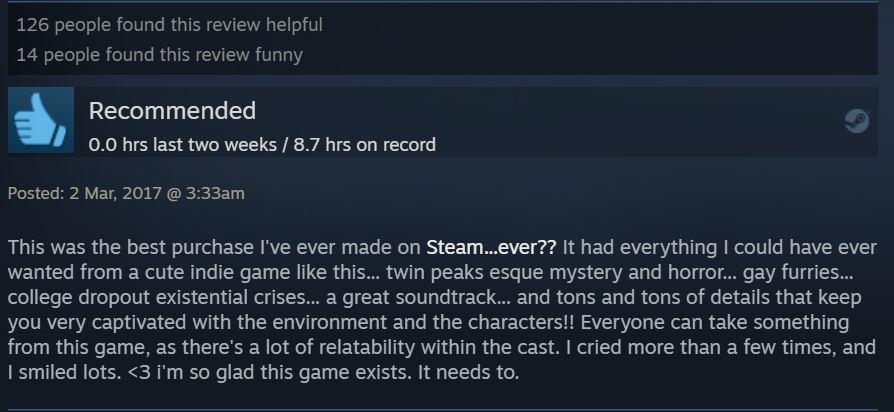 126 people found this review helpful
14 people found this review funny
Recommended
0.0 hrs last two weeks / 8.7 hrs on record
Posted: 2 Mar, 2017 @ 3:33am
This was the best purchase I've ever made on Steam...ever?? It had everything I could have ever
wanted from a cute indie game like this... twin peaks esque mystery and horror... gay furries...
college dropout existential crises... a great soundtrack... and tons and tons of details that keep
you very captivated with the environment and the characters!! Everyone can take something
from this game, as there's a lot of relatability within the cast. I cried more than a few times, and
I smiled lots. <3 i'm so glad this game exists. It needs to.